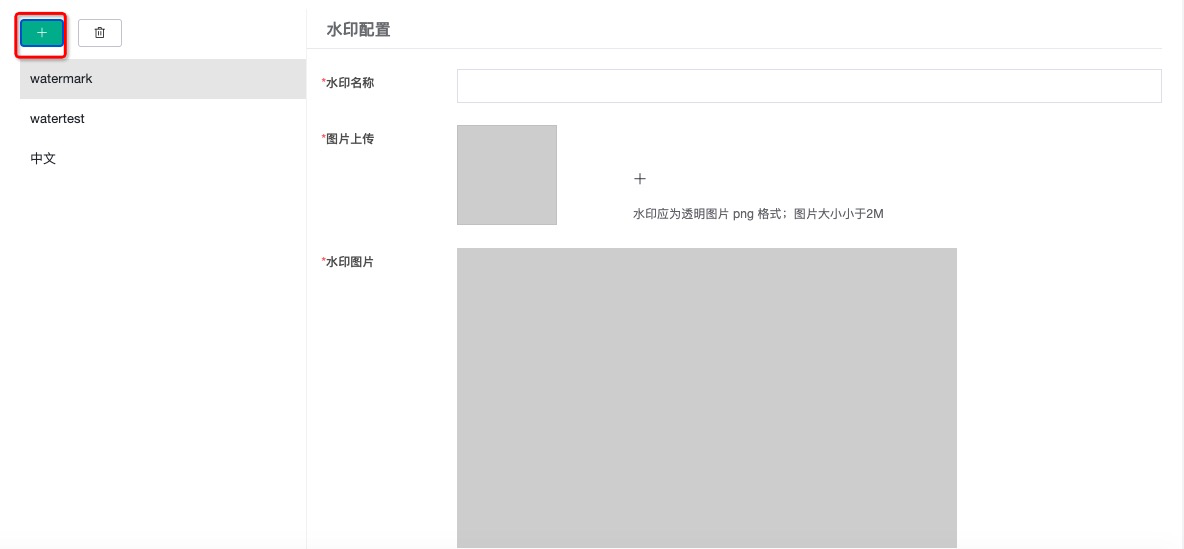 watermark
watertest
中文
水印配置
*水印名称
*图片上传
水印应为透明图片 png 格式；图片大小小于2M
*水印图片